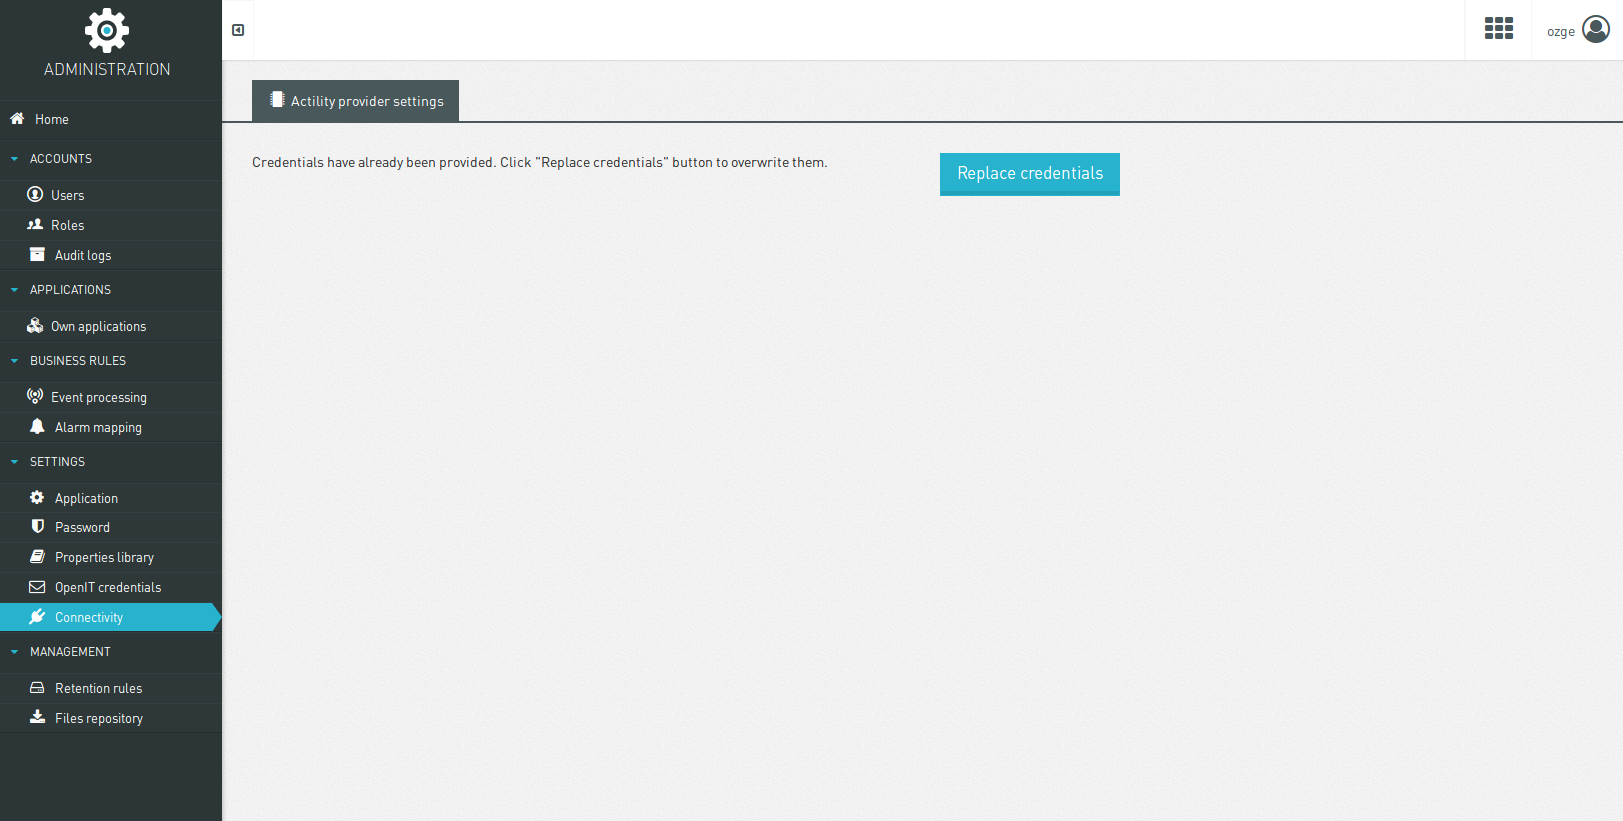 ADMINISTRATION
Home
ACCOUNTS
Users
Roles
Audit logs
APPLICATIONS
Own applications
BUSINESS RULES
Event processing
Alarm mapping
SETTINGS
Application
Password
Properties library
OpenIT credentials
Connectivity
MANAGEMENT
Retention rules
Files repository
ozge
Actility provider settings
Credentials have already been provided. Click "Replace credentials" button to overwrite them.
Replace credentials